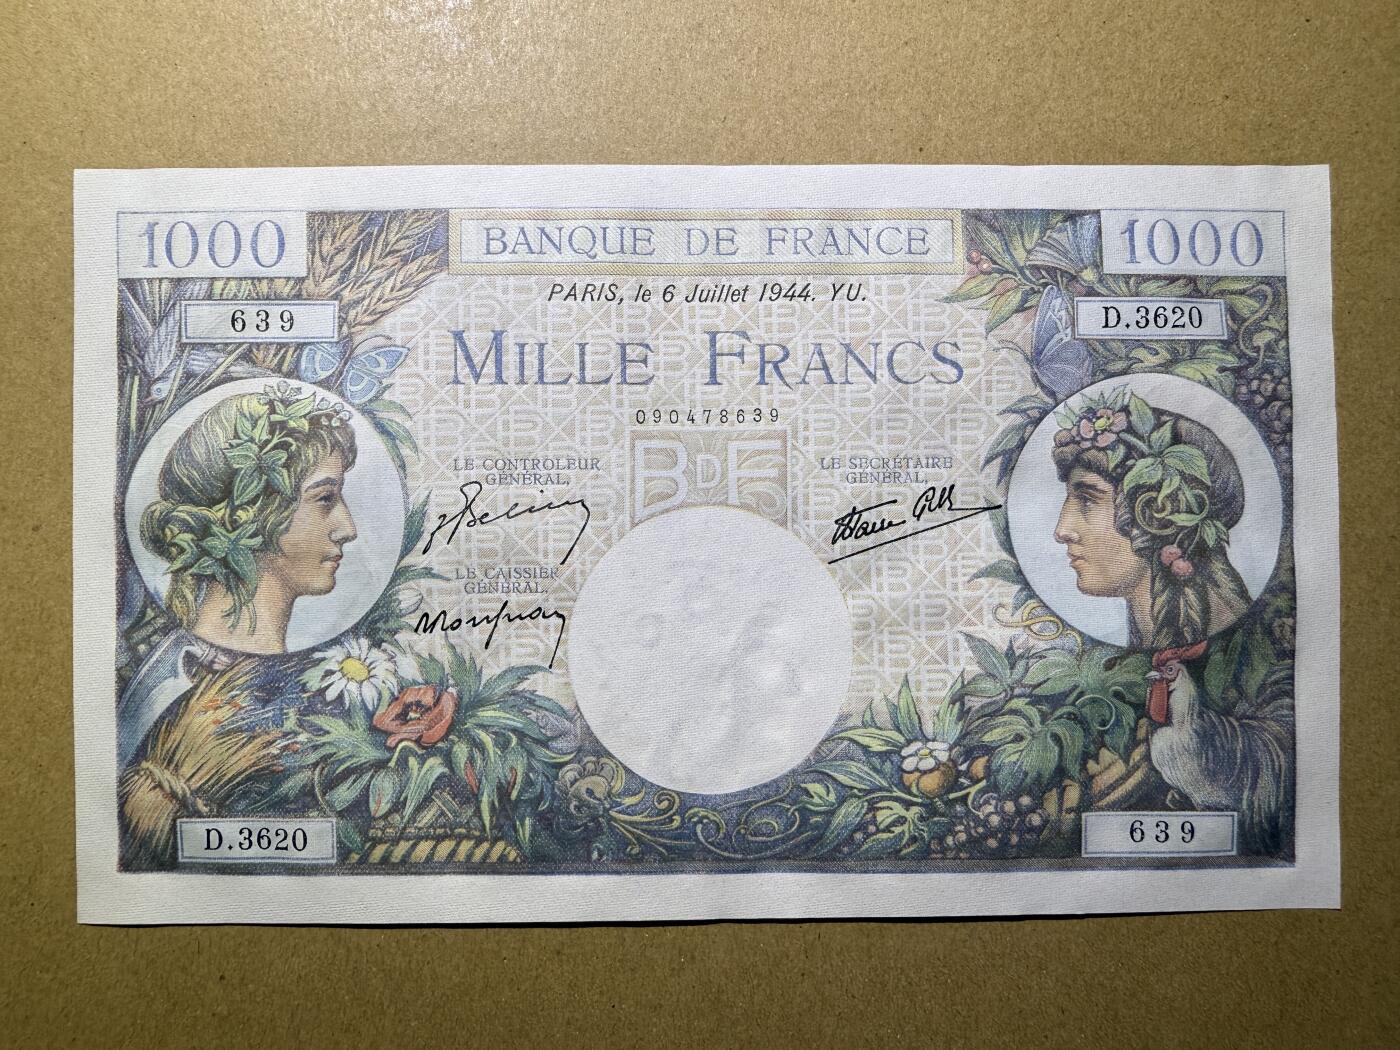 1000
BANQUE DE FRANCE
1000
PARIS, le 6 Juillet 1944. Y U.
639
D.3620
MILLE FRANCS
090478639
BDF
LE CONTROLEUR
GÉNÉRAL,
LE SECRÉTAIRE
GÉNÉRAL,
LE CAISSIER
GÉNÉRAL,
D.3620
639